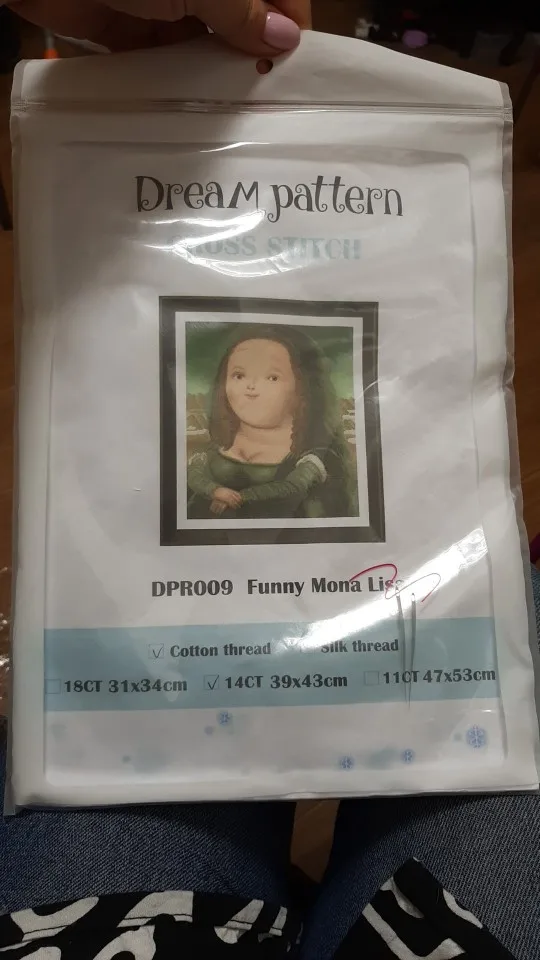 Dream pattern
CROSS STITCH
DPR009 Funny Mona Lisa
Cotton thread Silk thread
18CT 31x34cm 14CT 39x43cm 11CT 47x53cm